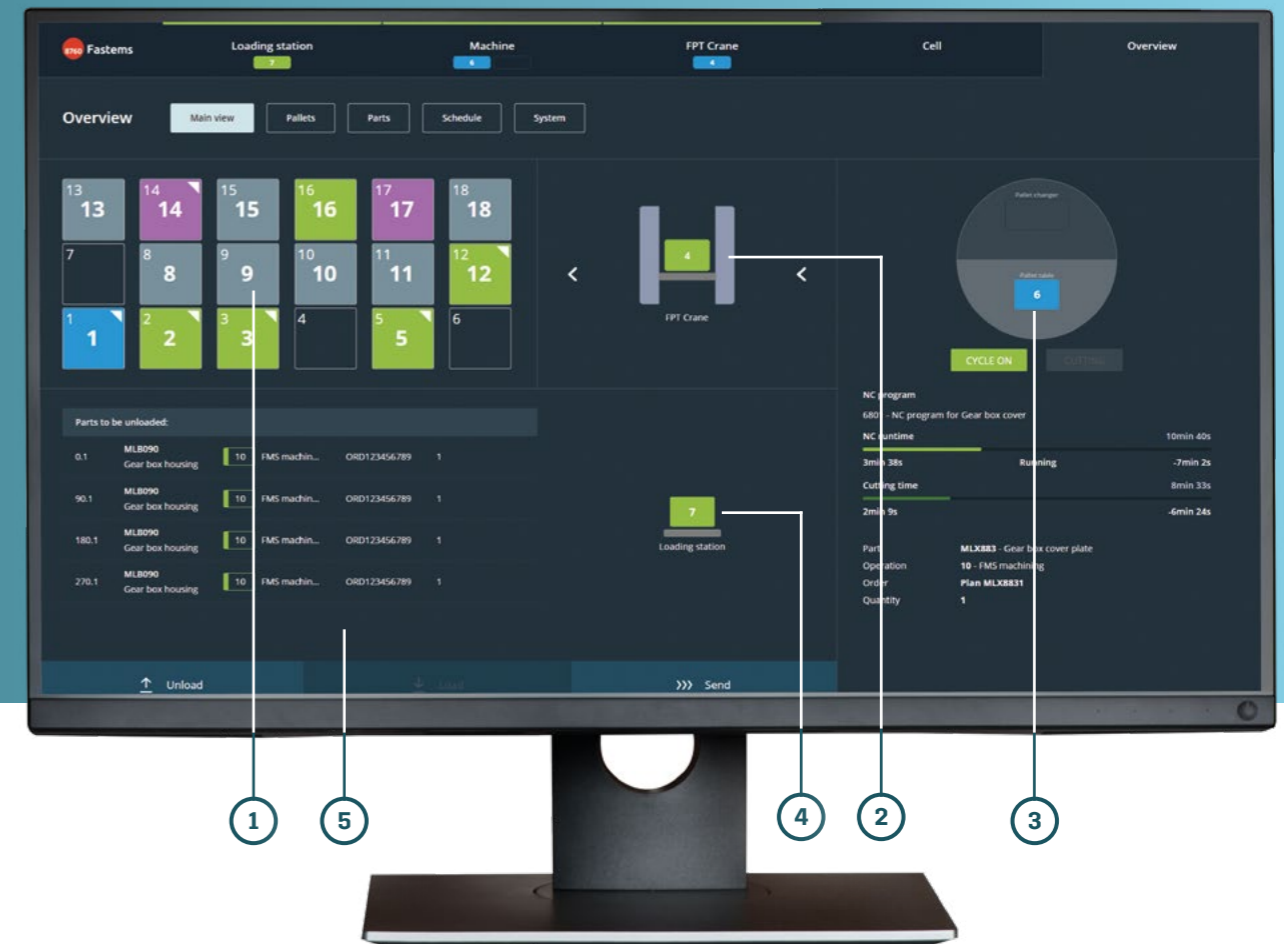 8760 Fastems
Loading station
7
Machine
6
FPT Crane
4
Cell
Overview
Overview
Main view
Pallets
Parts
Schedule
System
13 14 15 16 17 18
13 14 15 16 17 18
7 8 9 10 11 12
8 9 10 11 12
1 2 3 4 5 6
1 2 3 5
4
FPT Crane
Pallet changer
Pallet table
6
CYCLE ON
CUTTING
NC program
6801 - NC program for Gear box cover
NC runtime 10min 40s
3min 38s Running -7min 2s
Cutting time 8min 33s
2min 9s -6min 24s
Part MLX883 - Gear box cover plate
Operation 10 - FMS machining
Order Plan MLX8831
Quantity 1
Parts to be unloaded:
0.1 MLB090 Gear box housing 10 FMS machin... ORD123456789 1
90.1 MLB090 Gear box housing 10 FMS machin... ORD123456789 1
180.1 MLB090 Gear box housing 10 FMS machin... ORD123456789 1
270.1 MLB090 Gear box housing 10 FMS machin... ORD123456789 1
7
Loading station
Unload
Load
>>> Send
1 5 4 2 3